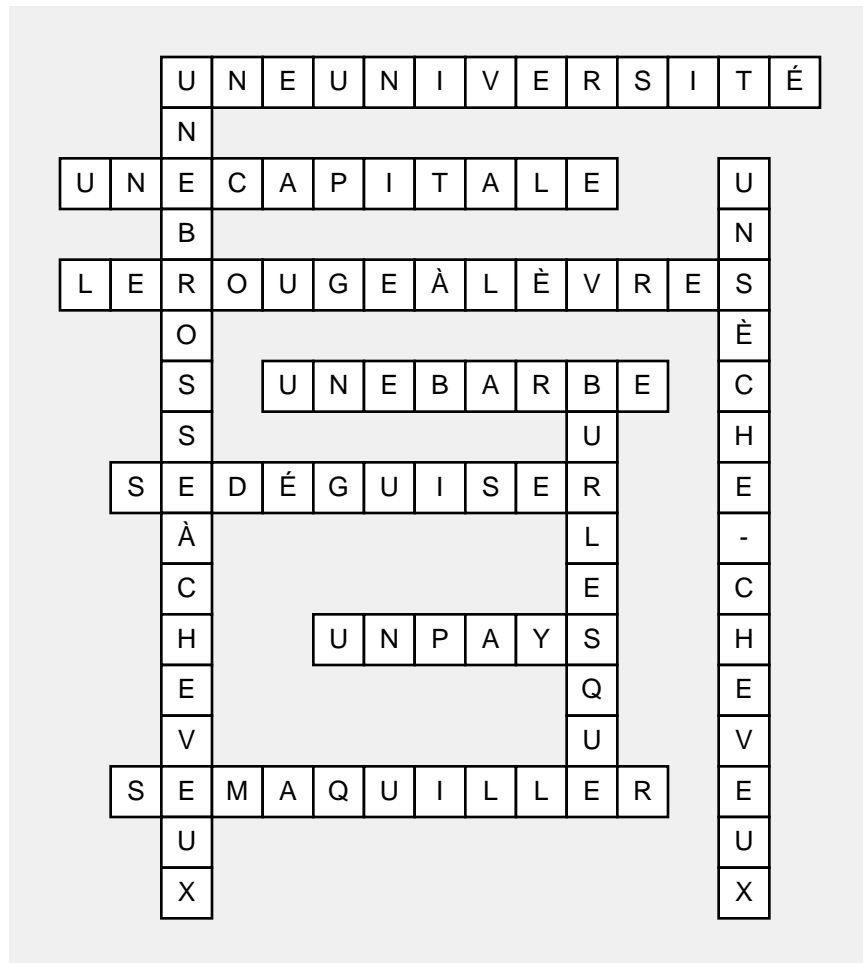 UNEUNIVERSITÉ
UNEBROSSEÀCHEVEUX
UNECAPITALE
UNSÈCHE-CHEVEUX
LEROUGEÀLÈVRES
UNEBARBE
BURLESQUE
SEDÉGUISER
UNPAYS
SEMAQUILLER